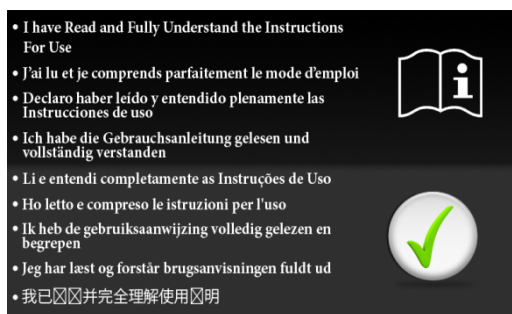 • I have Read and Fully Understand the Instructions
For Use
• J'ai lu et je comprends parfaitement le mode d'emploi
• Declaro haber leído y entendido plenamente las
Instrucciones de uso
• Ich habe die Gebrauchsanleitung gelesen und
vollständig verstanden
• Li e entendi completamente as Instruções de Uso
• Ho letto e compreso le istruzioni per l'uso
• Ik heb de gebruiksaanwijzing volledig gelezen en
begrepen
• Jeg har læst og forstår brugsanvisningen fuldt ud
• 我已☒☒并完全理解使用☒明